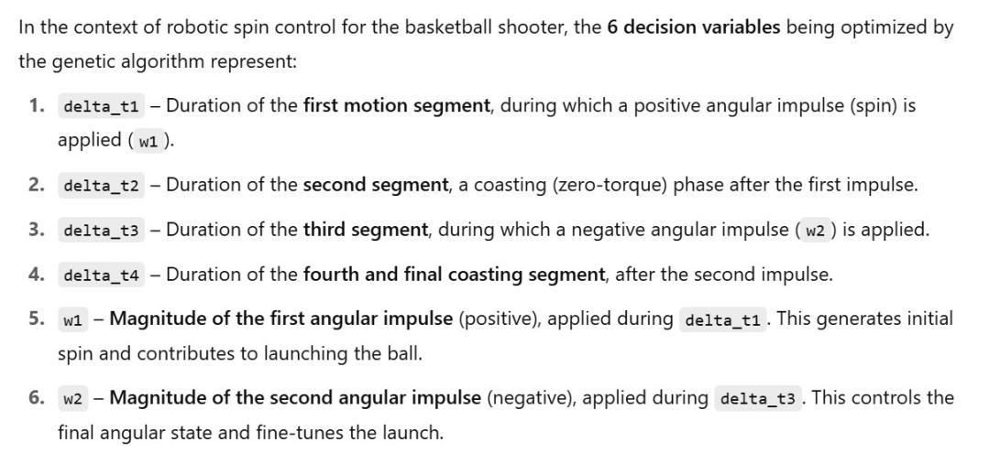 In the context of robotic spin control for the basketball shooter, the 6 decision variables being optimized by
the genetic algorithm represent:
1. delta_t1 – Duration of the first motion segment, during which a positive angular impulse (spin) is
applied ( w1 ).
2. delta_t2 – Duration of the second segment, a coasting (zero-torque) phase after the first impulse.
3. delta_t3 – Duration of the third segment, during which a negative angular impulse ( w2 ) is applied.
4. delta_t4 – Duration of the fourth and final coasting segment, after the second impulse.
5. w1 – Magnitude of the first angular impulse (positive), applied during delta_t1 . This generates initial
spin and contributes to launching the ball.
6. w2 – Magnitude of the second angular impulse (negative), applied during delta_t3 . This controls the
final angular state and fine-tunes the launch.